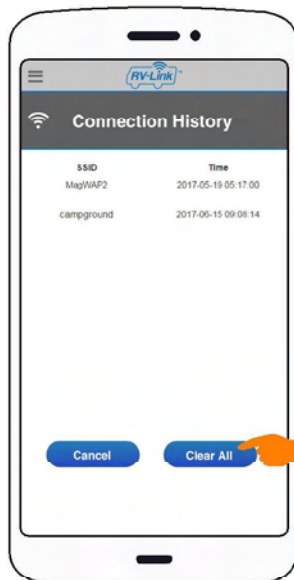 RV-Link™
Connection History
SSID Time
MagWAP2 2017-05-19 05:17:00
campground 2017-06-15 09:08:14
Cancel Clear All